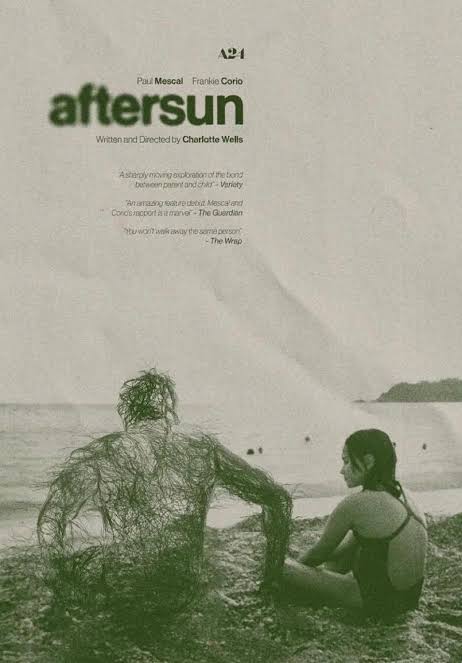 A24
Paul Mescal Frankie Corio
aftersun
Written and Directed by Charlotte Wells
"A sharply moving exploration of the bond
between parent and child" - Variety
"An amazing feature debut. Mescal and
Corio's rapport is a marvel" - The Guardian
"You won't walk away the same person"
- The Wrap